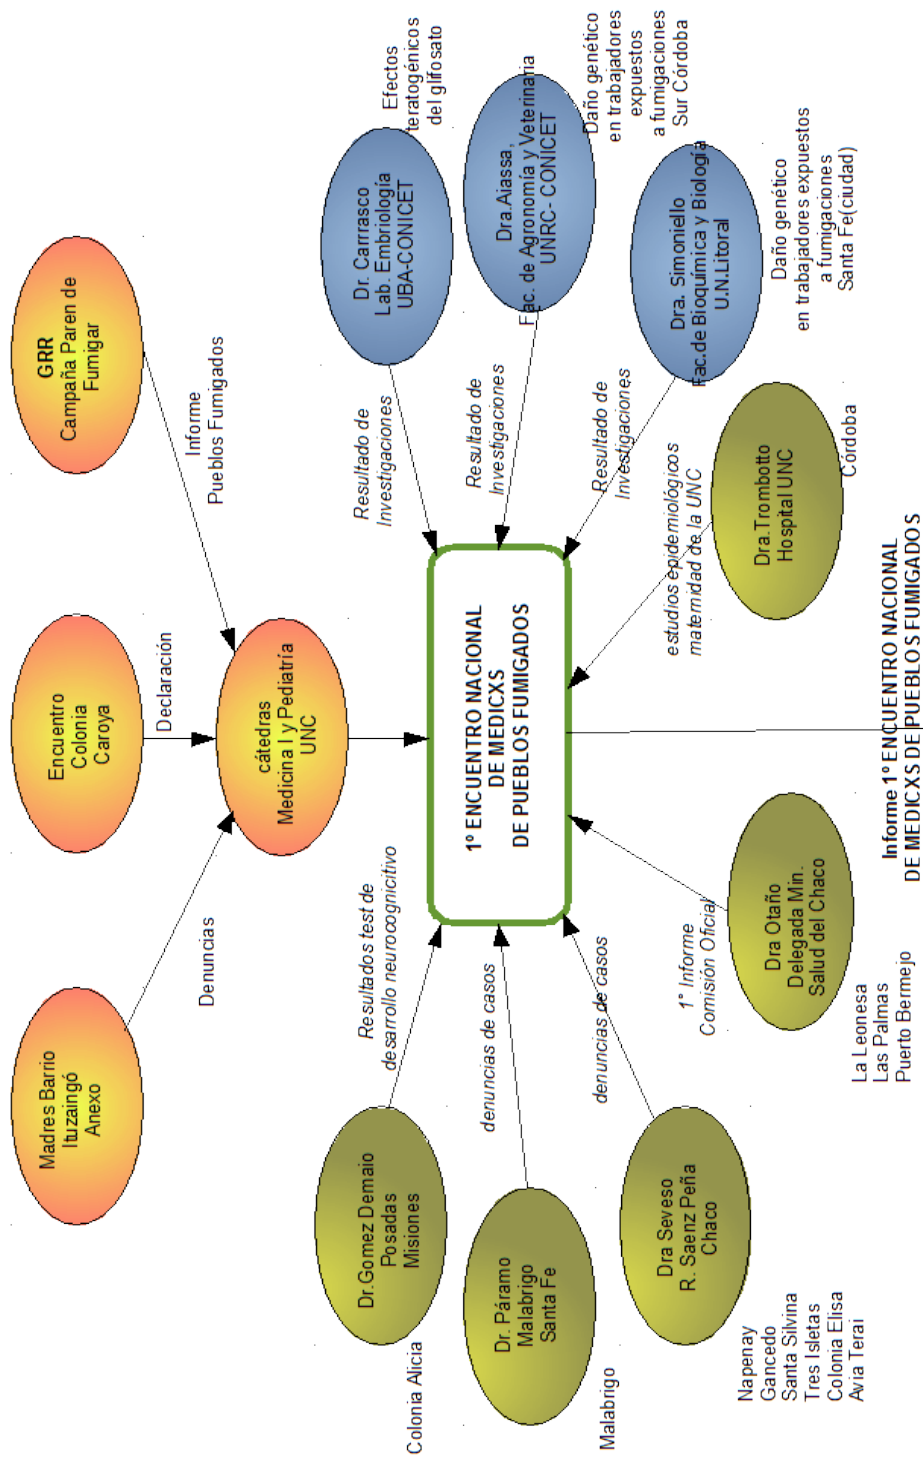 Madres Barrio
Ituzaingó
Anexo
Encuentro
Colonia
Caroya
GRR
Campaña Paren de
Fumigar
Denuncias
Declaración
Informe
Pueblos Fumigados
cátedras
Medicina I y Pediatría
UNC
Dr.Gomez Demaio
Posadas
Misiones
Colonia Alicia
Resultados test de
desarrollo neurocognicitivo
Dr. Páramo
Malabrigo
Santa Fe
Malabrigo
denuncias de casos
Dra Seveso
R. Saenz Peña
Chaco
Napenay
Gancedo
Santa Silvina
Tres Isletas
Colonia Elisa
Avia Terai
denuncias de casos
Dra Otaño
Delegada Min.
Salud del Chaco
La Leonesa
Las Palmas
Puerto Bermejo
1° Informe
Comisión Oficial
1º ENCUENTRO NACIONAL
DE MEDICXS
DE PUEBLOS FUMIGADOS
Resultado de
Investigaciones
Dr. Carrrasco
Lab. Embriología
UBA-CONICET
Efectos
teratogénicos
del glifosato
Resultado de
Investigaciones
Dra.Aiassa,
Fac. de Agronomía y Veterinaria
UNRC- CONICET
Daño genético
en trabajadores
expuestos
a fumigaciones
Sur Córdoba
Resultado de
Investigaciones
Dra. Simoniello
Fac.de Bioquímica y Biología
U.N.Litoral
Daño genético
en trabajadores expuestos
a fumigaciones
Santa Fe(ciudad)
estudios epidemiológicos
maternidad de la UNC
Dra.Trombotto
Hospital UNC
Córdoba
Informe 1º ENCUENTRO NACIONAL
DE MEDICXS DE PUEBLOS FUMIGADOS